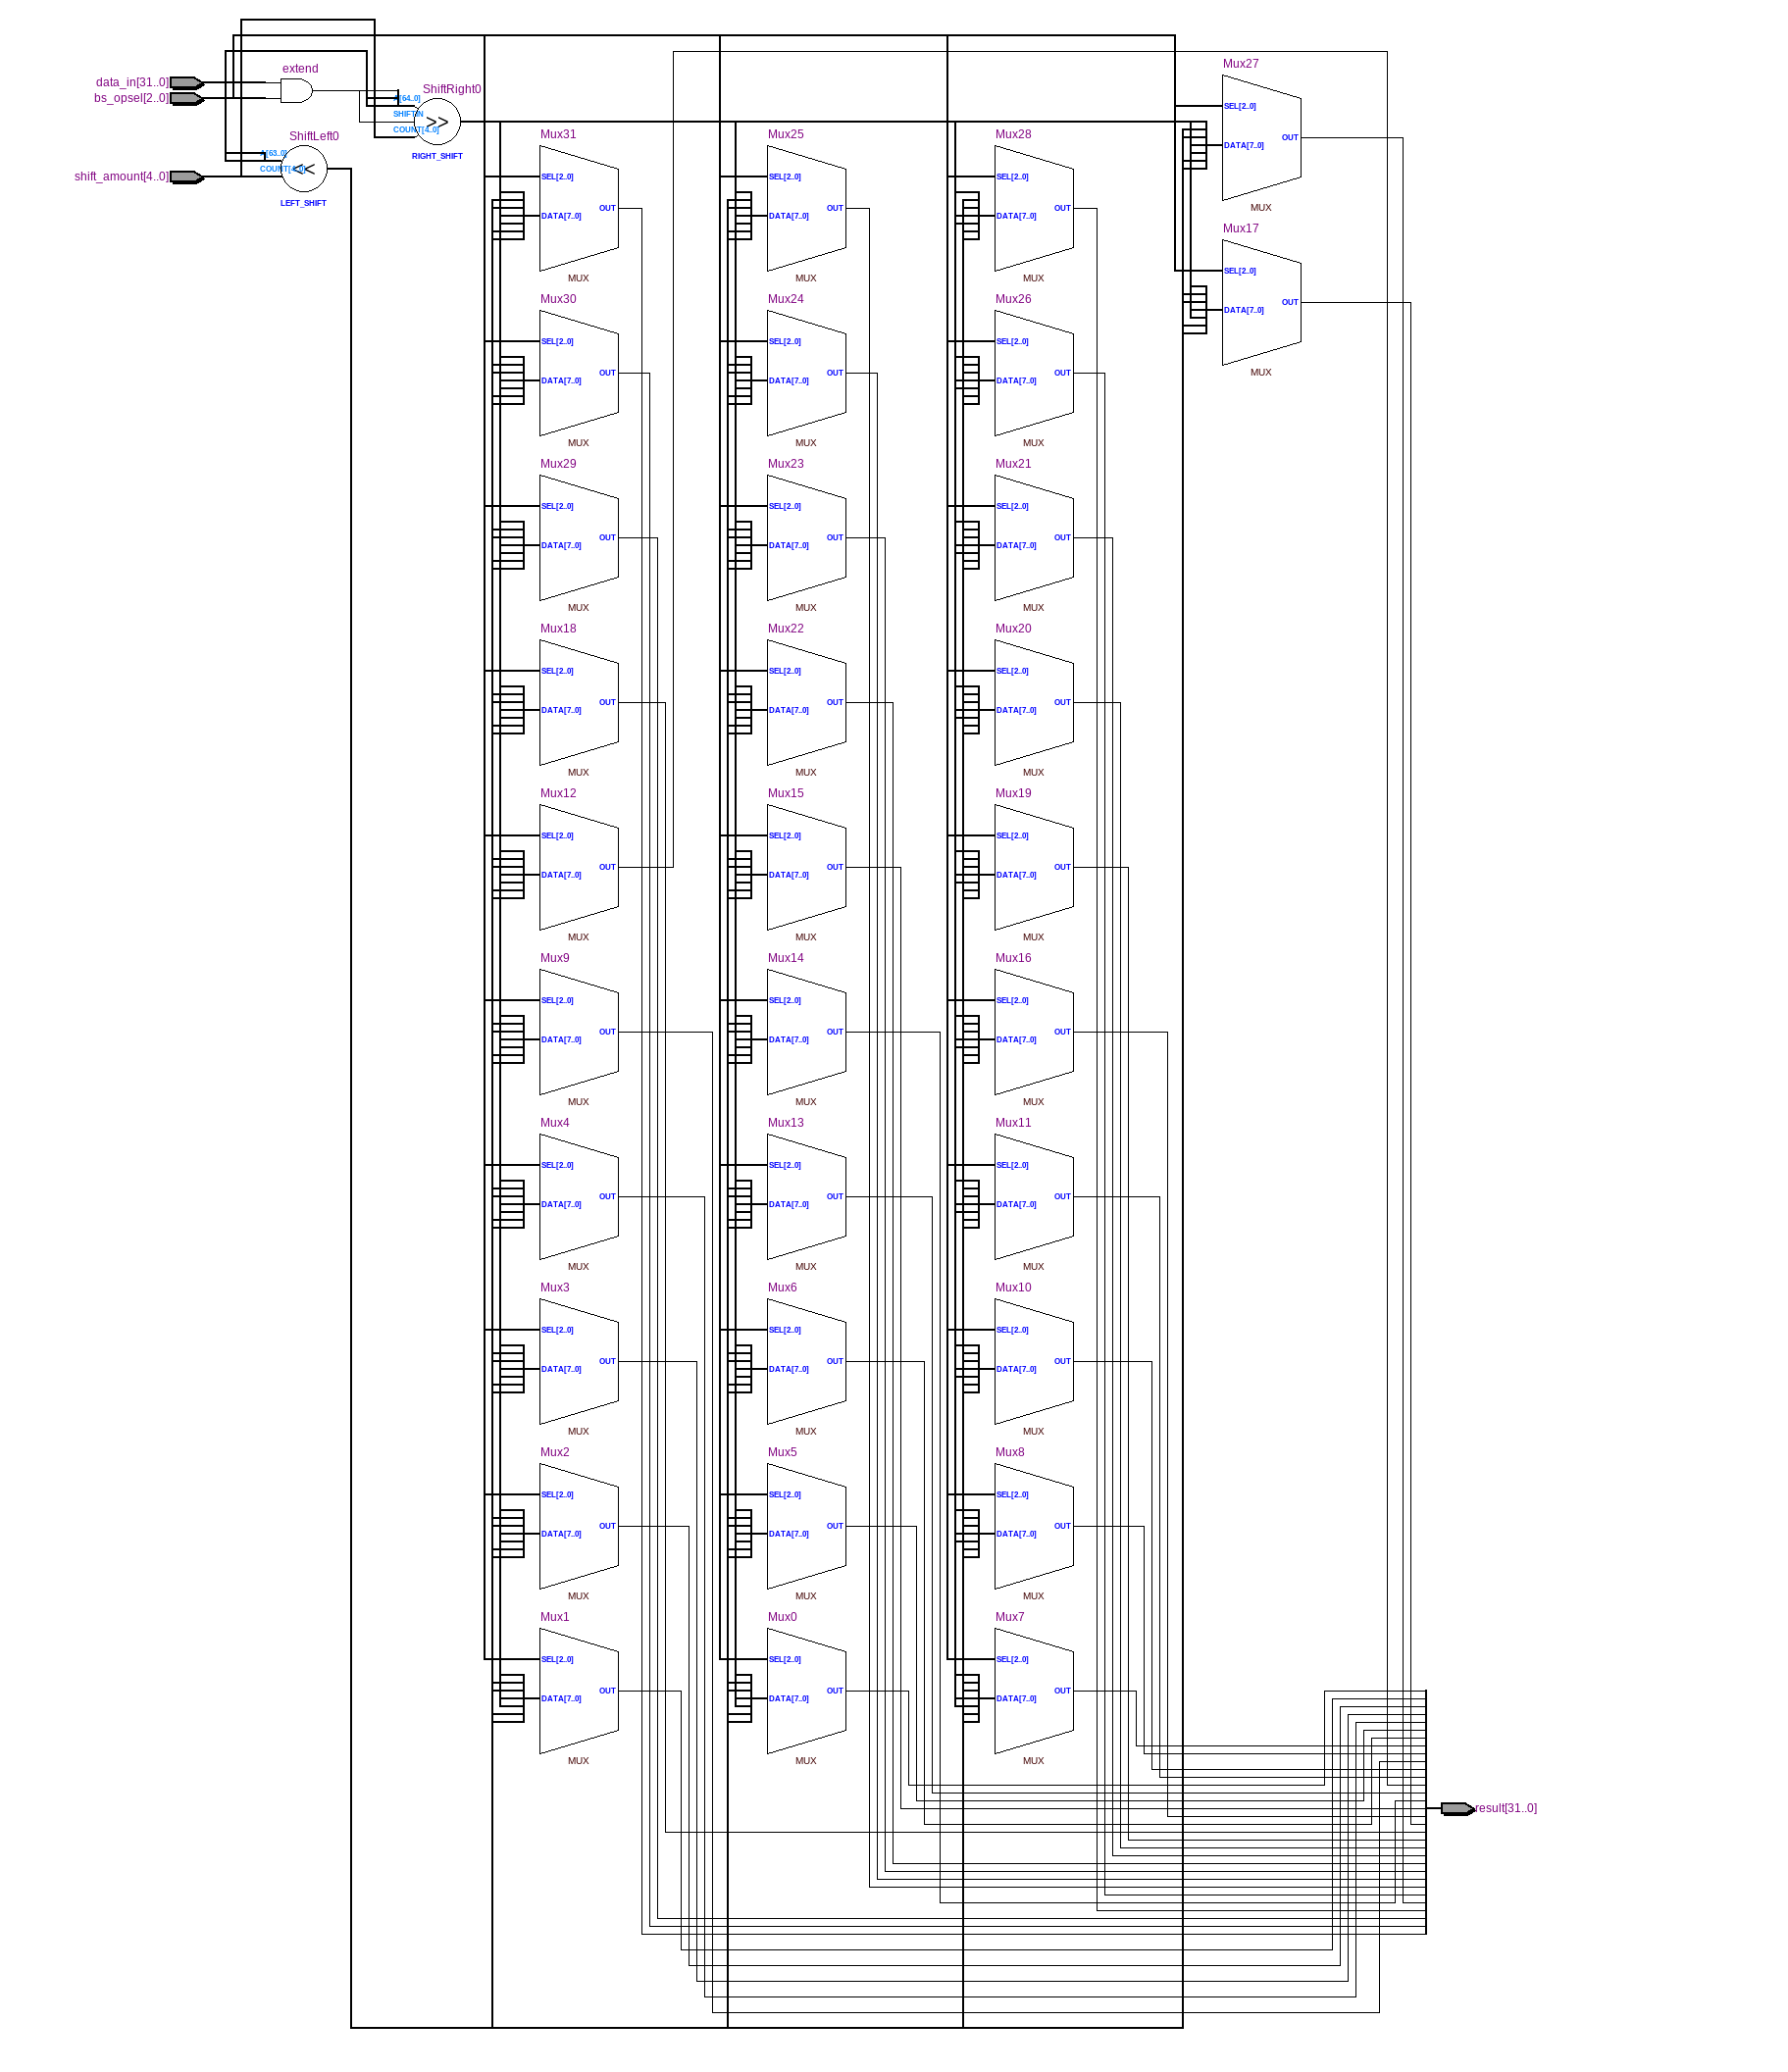 extend
data_in[31..0]
bs_opsel[2..0]
ShiftRight0
A[64..0]
SHIFTIN
COUNT[4..0]
>>
RIGHT_SHIFT
ShiftLeft0
A[63..0]
COUNT[4..0]
<<
LEFT_SHIFT
shift_amount[4..0]
Mux27
SEL[2..0]
DATA[7..0]
OUT
MUX
Mux17
SEL[2..0]
DATA[7..0]
OUT
MUX
Mux31
SEL[2..0]
DATA[7..0]
OUT
MUX
Mux25
SEL[2..0]
DATA[7..0]
OUT
MUX
Mux28
SEL[2..0]
DATA[7..0]
OUT
MUX
Mux30
SEL[2..0]
DATA[7..0]
OUT
MUX
Mux24
SEL[2..0]
DATA[7..0]
OUT
MUX
Mux26
SEL[2..0]
DATA[7..0]
OUT
MUX
Mux29
SEL[2..0]
DATA[7..0]
OUT
MUX
Mux23
SEL[2..0]
DATA[7..0]
OUT
MUX
Mux21
SEL[2..0]
DATA[7..0]
OUT
MUX
Mux18
SEL[2..0]
DATA[7..0]
OUT
MUX
Mux22
SEL[2..0]
DATA[7..0]
OUT
MUX
Mux20
SEL[2..0]
DATA[7..0]
OUT
MUX
Mux12
SEL[2..0]
DATA[7..0]
OUT
MUX
Mux15
SEL[2..0]
DATA[7..0]
OUT
MUX
Mux19
SEL[2..0]
DATA[7..0]
OUT
MUX
Mux9
SEL[2..0]
DATA[7..0]
OUT
MUX
Mux14
SEL[2..0]
DATA[7..0]
OUT
MUX
Mux16
SEL[2..0]
DATA[7..0]
OUT
MUX
Mux4
SEL[2..0]
DATA[7..0]
OUT
MUX
Mux13
SEL[2..0]
DATA[7..0]
OUT
MUX
Mux11
SEL[2..0]
DATA[7..0]
OUT
MUX
Mux3
SEL[2..0]
DATA[7..0]
OUT
MUX
Mux6
SEL[2..0]
DATA[7..0]
OUT
MUX
Mux10
SEL[2..0]
DATA[7..0]
OUT
MUX
Mux2
SEL[2..0]
DATA[7..0]
OUT
MUX
Mux5
SEL[2..0]
DATA[7..0]
OUT
MUX
Mux8
SEL[2..0]
DATA[7..0]
OUT
MUX
Mux1
SEL[2..0]
DATA[7..0]
OUT
MUX
Mux0
SEL[2..0]
DATA[7..0]
OUT
MUX
Mux7
SEL[2..0]
DATA[7..0]
OUT
MUX
result[31..0]